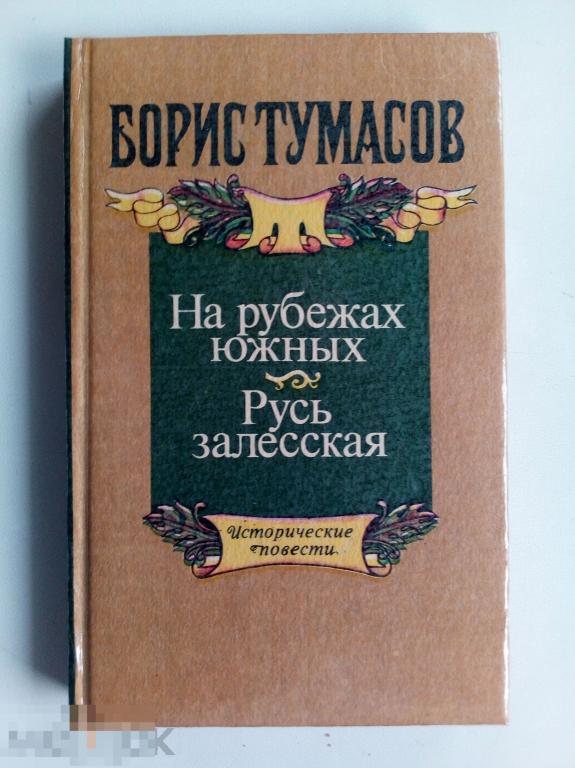 БОРИС ТУМАСОВ
На рубежах
южных
Русь
залесская
Исторические
повести